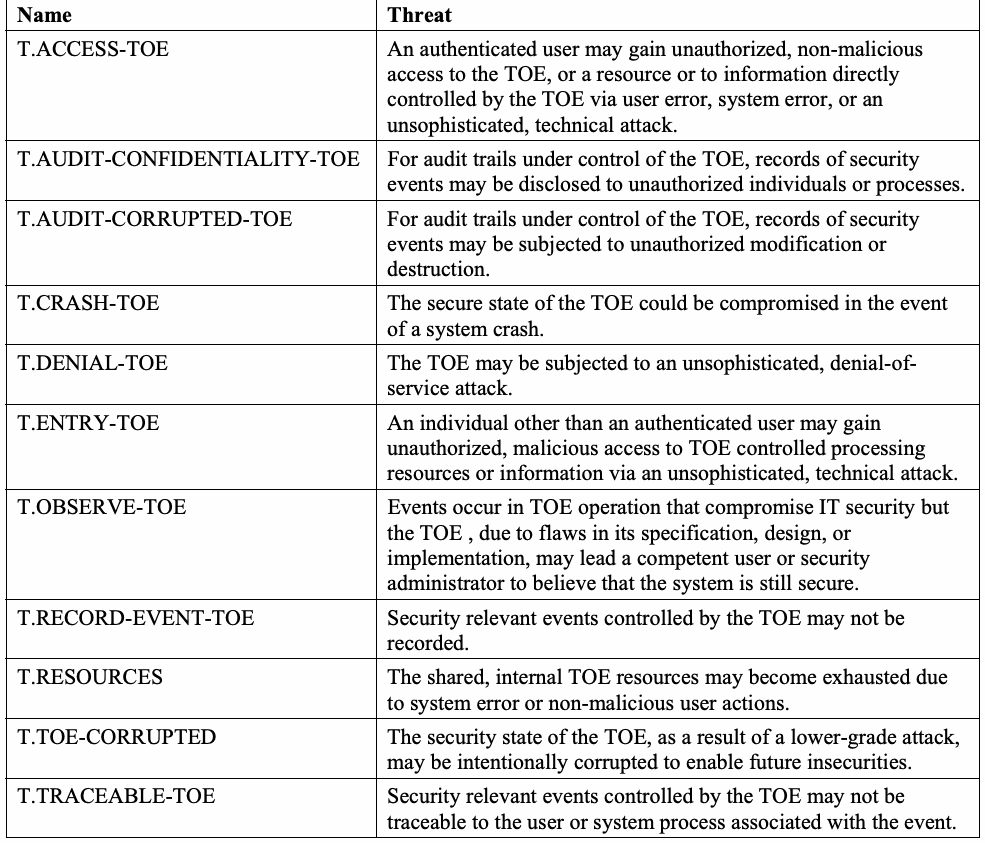 Name Threat
T.ACCESS-TOE An authenticated user may gain unauthorized, non-malicious
access to the TOE, or a resource or to information directly
controlled by the TOE via user error, system error, or an
unsophisticated, technical attack.
T.AUDIT-CONFIDENTIALITY-TOE For audit trails under control of the TOE, records of security
events may be disclosed to unauthorized individuals or processes.
T.AUDIT-CORRUPTED-TOE For audit trails under control of the TOE, records of security
events may be subjected to unauthorized modification or
destruction.
T.CRASH-TOE The secure state of the TOE could be compromised in the event
of a system crash.
T.DENIAL-TOE The TOE may be subjected to an unsophisticated, denial-of-
service attack.
T.ENTRY-TOE An individual other than an authenticated user may gain
unauthorized, malicious access to TOE controlled processing
resources or information via an unsophisticated, technical attack.
T.OBSERVE-TOE Events occur in TOE operation that compromise IT security but
the TOE , due to flaws in its specification, design, or
implementation, may lead a competent user or security
administrator to believe that the system is still secure.
T.RECORD-EVENT-TOE Security relevant events controlled by the TOE may not be
recorded.
T.RESOURCES The shared, internal TOE resources may become exhausted due
to system error or non-malicious user actions.
T.TOE-CORRUPTED The security state of the TOE, as a result of a lower-grade attack,
may be intentionally corrupted to enable future insecurities.
T.TRACEABLE-TOE Security relevant events controlled by the TOE may not be
traceable to the user or system process associated with the event.